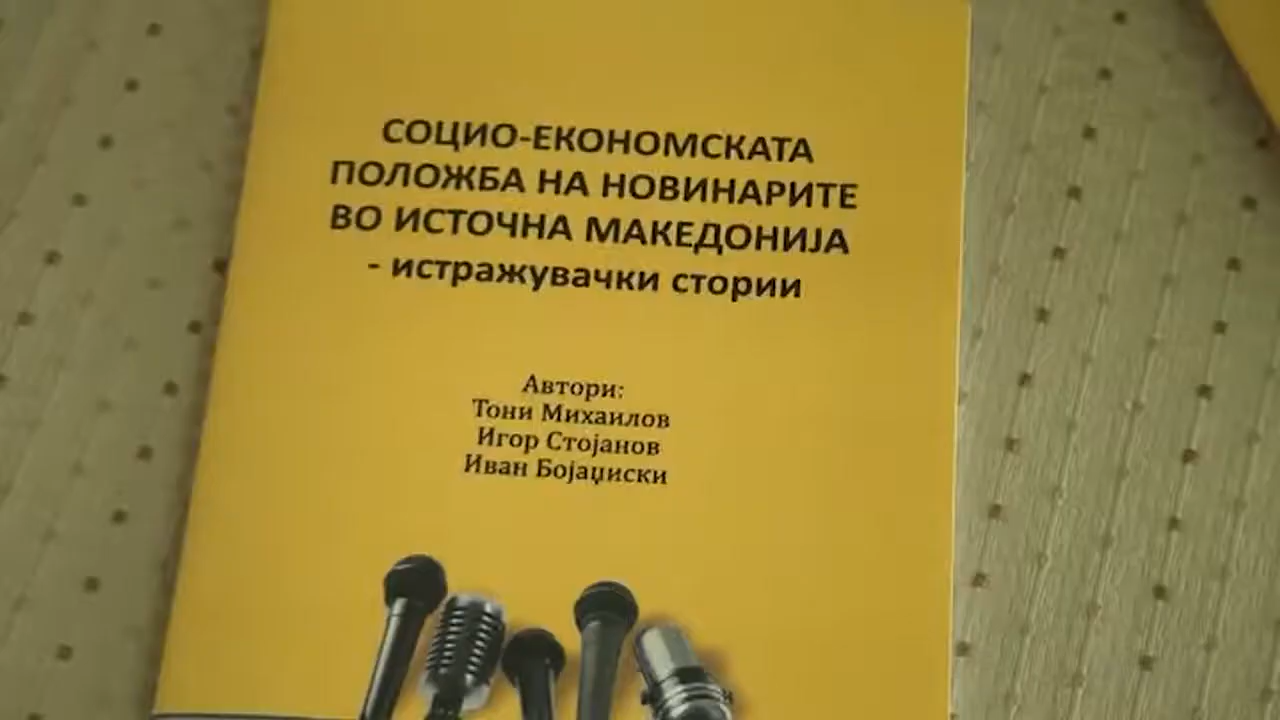 СОЦИО-ЕКОНОМСКАТА
ПОЛОЖБА НА НОВИНАРИТЕ
ВО ИСТОЧНА МАКЕДОНИЈА
- истражувачки стории
Автори:
Тони Михаилов
Игор Стојанов
Иван Бојаџиски